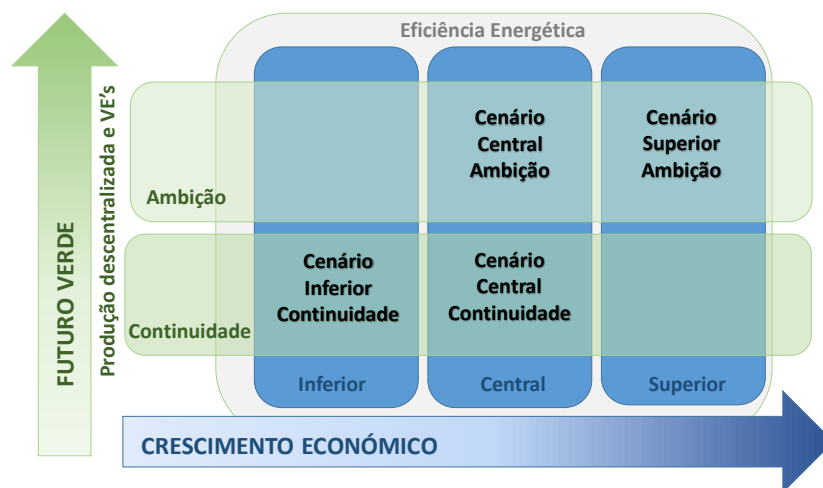 Eficiência Energética
FUTURO VERDE
Produção descentralizada e VE's
Cenário
Central
Ambição
Cenário
Superior
Ambição
Ambição
Cenário
Inferior
Continuidade
Cenário
Central
Continuidade
Continuidade
Inferior
Central
Superior
CRESCIMENTO ECONÓMICO